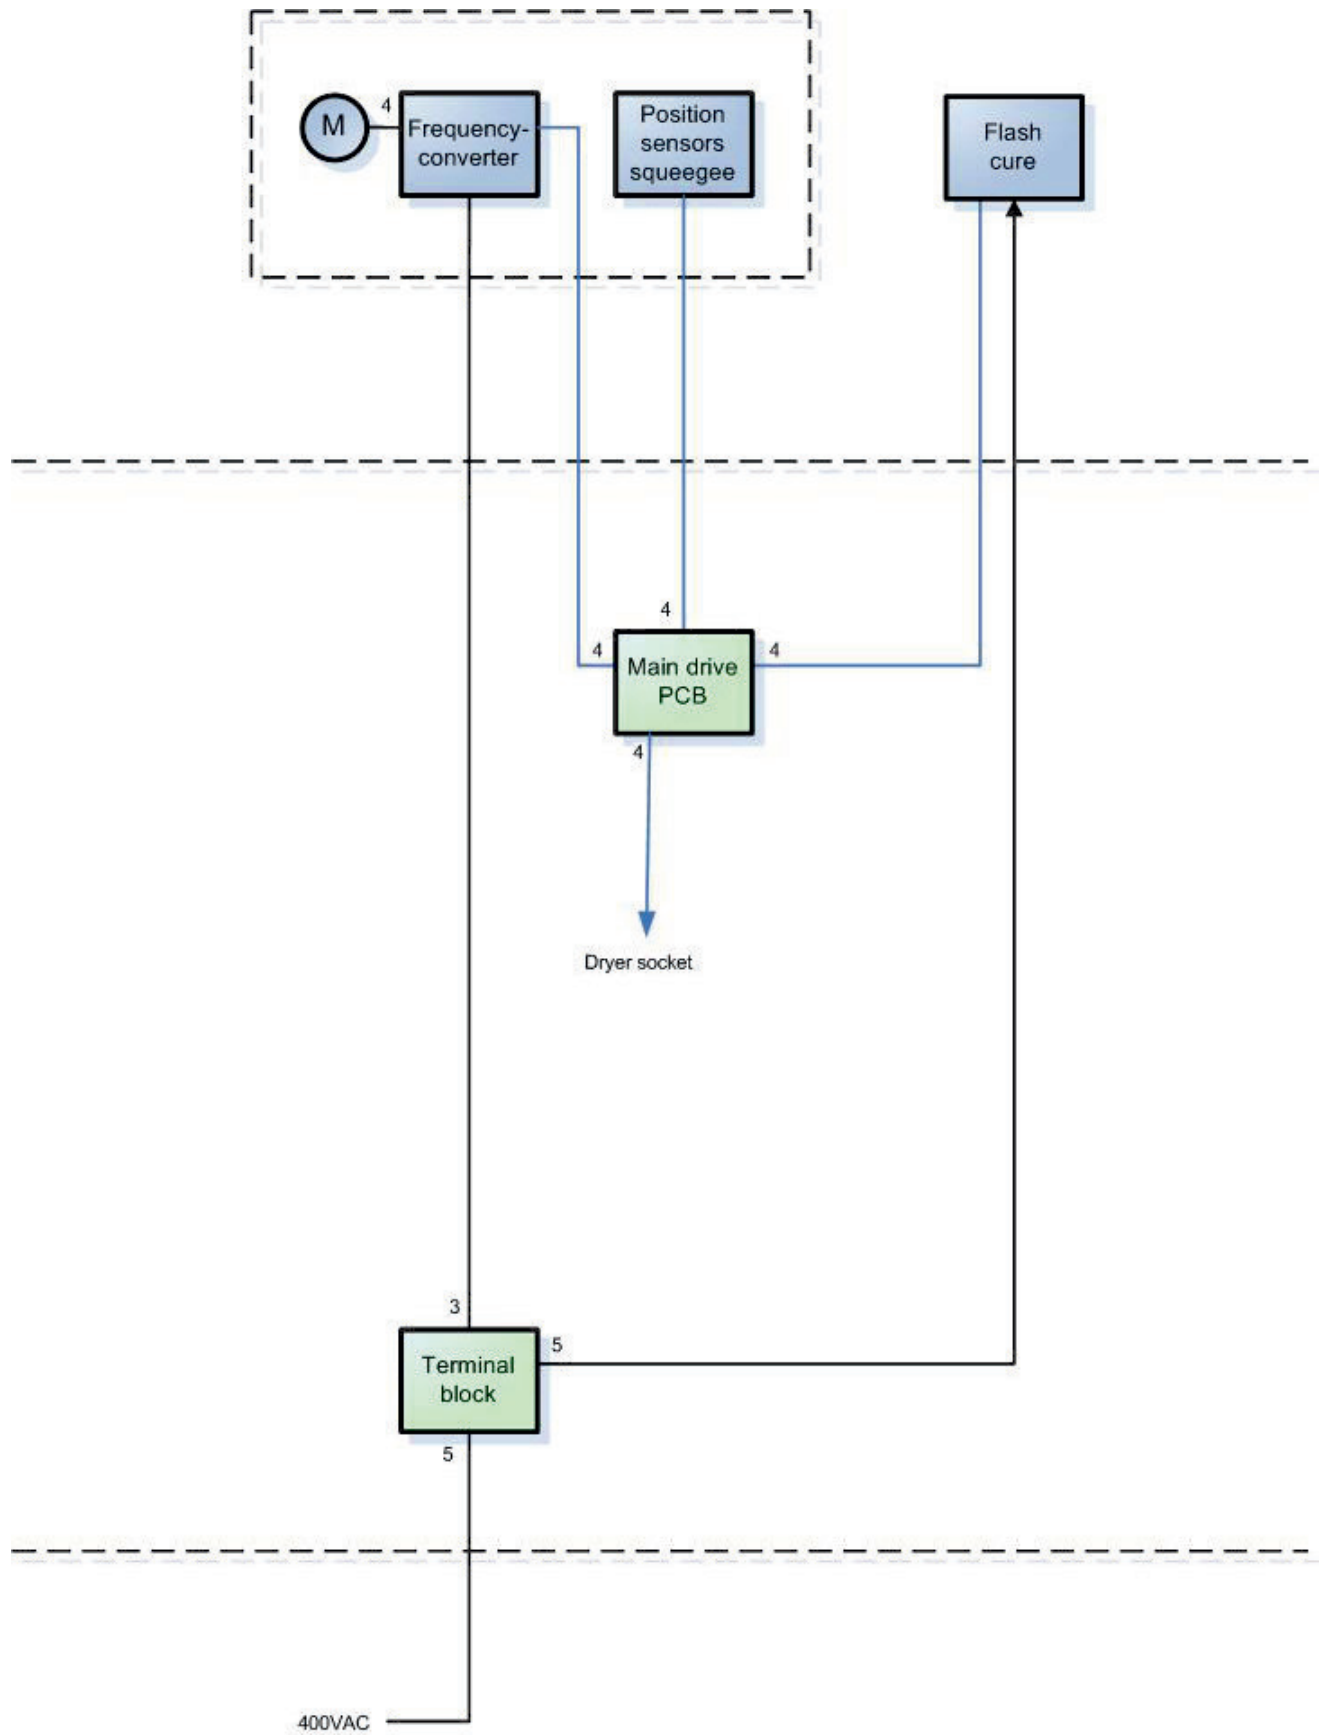 M
4
Frequency-
converter
Position
sensors
squeegee
Flash
cure
4
4
4
Main drive
PCB
4
Dryer socket
3
5
Terminal
block
5
400VAC